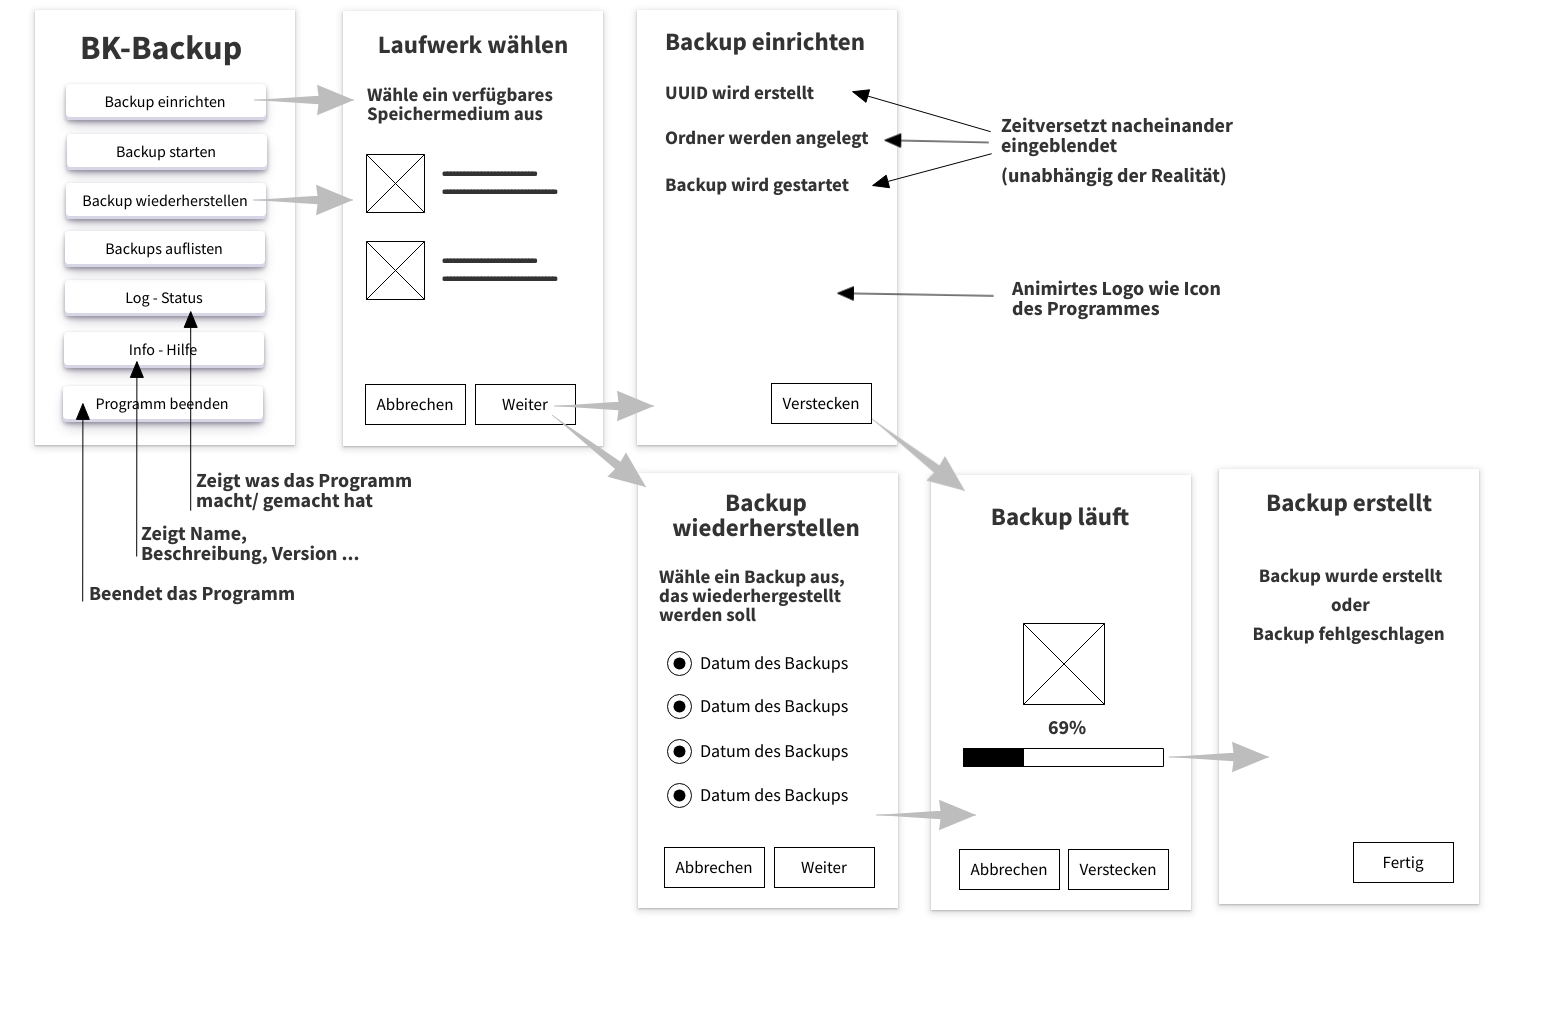 BK-Backup
Backup einrichten
Backup starten
Backup wiederherstellen
Backups auflisten
Log - Status
Info - Hilfe
Programm beenden
Zeigt was das Programm
macht/ gemacht hat
Zeigt Name,
Beschreibung, Version ...
Beendet das Programm
Laufwerk wählen
Wähle ein verfügbares
Speichermedium aus
Abbrechen
Weiter
Backup einrichten
UUID wird erstellt
Ordner werden angelegt
Backup wird gestartet
Verstecken
Zeitversetzt nacheinander
eingeblendet
(unabhängig der Realität)
Animirtes Logo wie Icon
des Programmes
Backup
wiederherstellen
Wähle ein Backup aus,
das wiederhergestellt
werden soll
Datum des Backups
Datum des Backups
Datum des Backups
Datum des Backups
Abbrechen
Weiter
Backup läuft
69%
Abbrechen
Verstecken
Backup erstellt
Backup wurde erstellt
oder
Backup fehlgeschlagen
Fertig